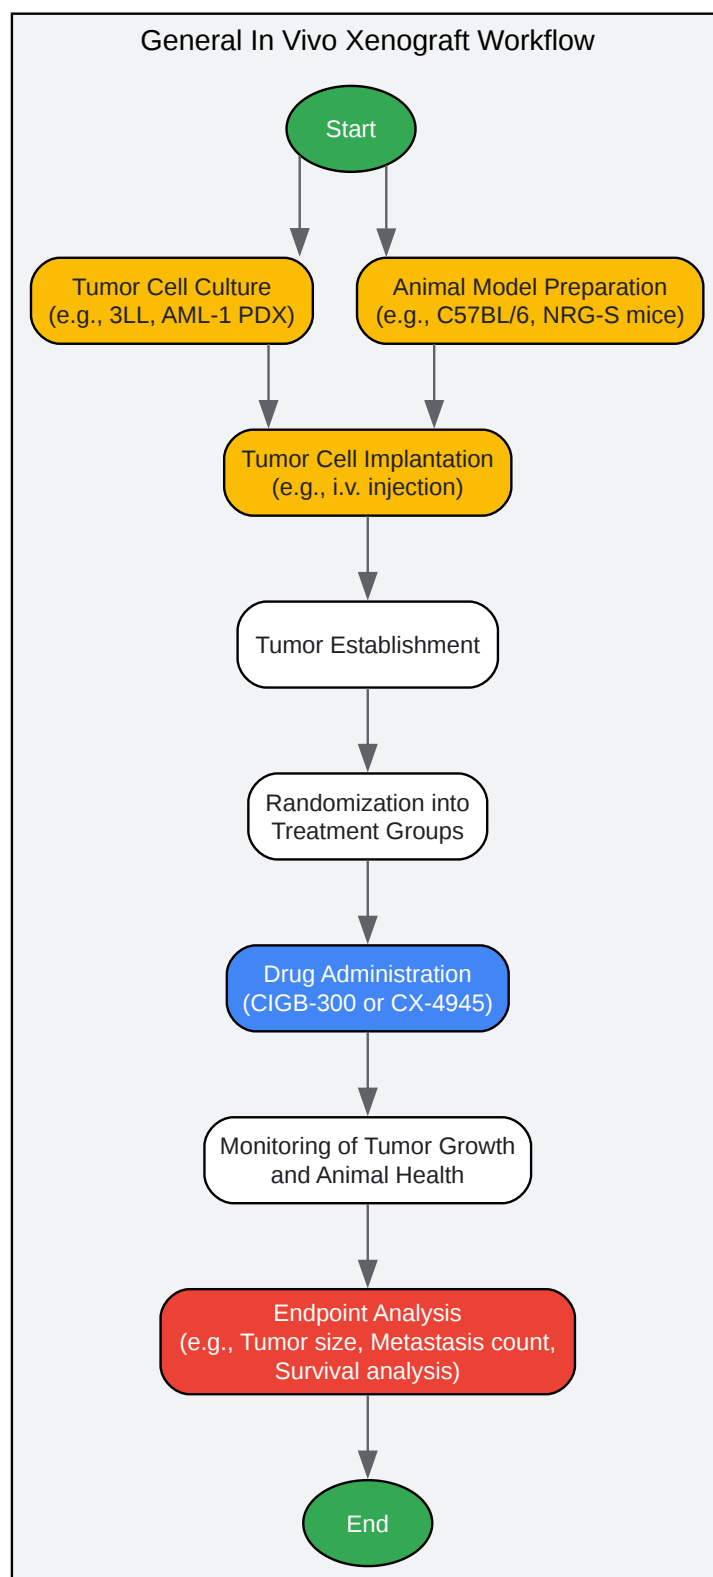 General In Vivo Xenograft Workflow
Start
Tumor Cell Culture
(e.g., 3LL, AML-1 PDX)
Animal Model Preparation
(e.g., C57BL/6, NRG-S mice)
Tumor Cell Implantation
(e.g., i.v. injection)
Tumor Establishment
Randomization into
Treatment Groups
Drug Administration
(CIGB-300 or CX-4945)
Monitoring of Tumor Growth
and Animal Health
Endpoint Analysis
(e.g., Tumor size, Metastasis count,
Survival analysis)
End